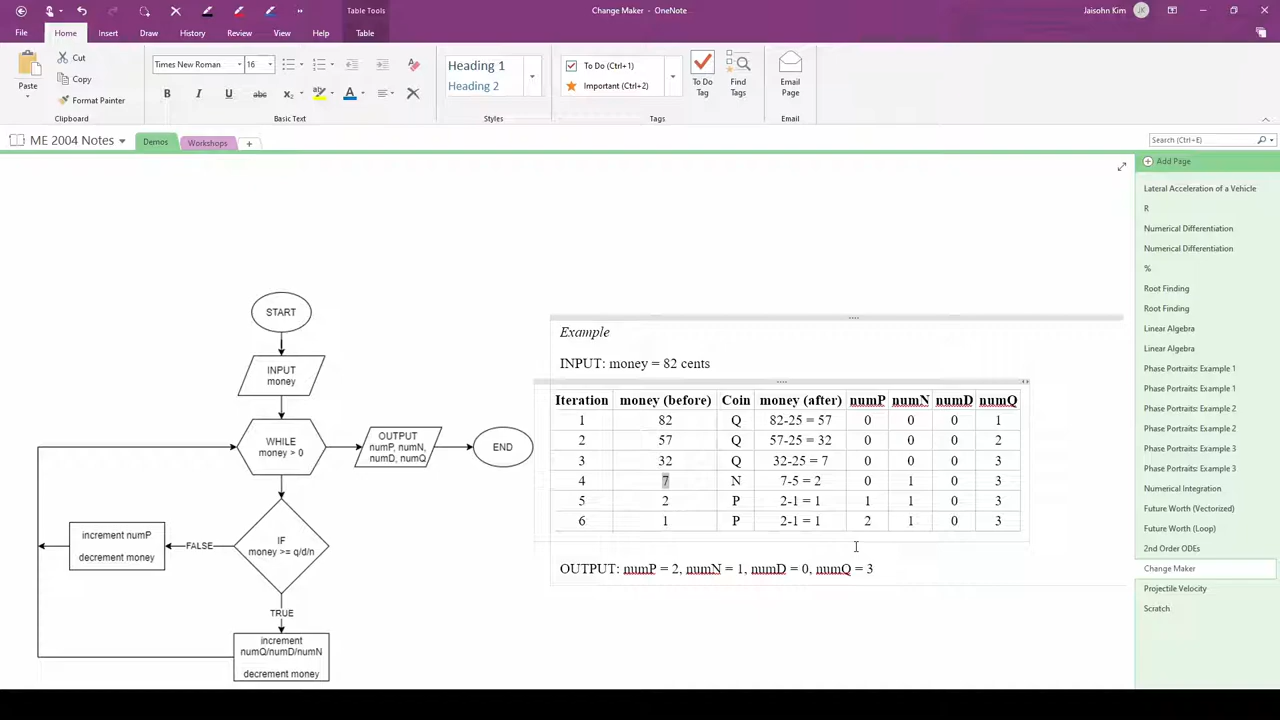 Table Tools
Change Maker - OneNote
Jaisohn Kim
JK
File
Home
Insert
Draw
History
Review
View
Help
Table
Paste
Cut
Copy
Format Painter
Clipboard
Times New Roman
16
B I U abc x₂ A
Basic Text
Heading 1
Heading 2
Styles
To Do (Ctrl+1)
Important (Ctrl+2)
To Do Tag
Find Tags
Tags
Email Page
Email
ME 2004 Notes
Demos
Workshops
Search (Ctrl+E)
Add Page
Lateral Acceleration of a Vehicle
R
Numerical Differentiation
Numerical Differentiation
%
Root Finding
Root Finding
Linear Algebra
Linear Algebra
Phase Portraits: Example 1
Phase Portraits: Example 1
Phase Portraits: Example 2
Phase Portraits: Example 2
Phase Portraits: Example 3
Phase Portraits: Example 3
Numerical Integration
Future Worth (Vectorized)
Future Worth (Loop)
2nd Order ODEs
Change Maker
Projectile Velocity
Scratch
START
INPUT
money
WHILE
money > 0
OUTPUT
numP, numN,
numD, numQ
END
IF
money >= q/d/n
FALSE
increment numP
decrement money
TRUE
increment
numQ/numD/numN
decrement money
Example
INPUT: money = 82 cents
Iteration money (before) Coin money (after) numP numN numD numQ
1 82 Q 82-25 = 57 0 0 0 1
2 57 Q 57-25 = 32 0 0 0 2
3 32 Q 32-25 = 7 0 0 0 3
4 7 N 7-5 = 2 0 1 0 3
5 2 P 2-1 = 1 1 1 0 3
6 1 P 2-1 = 1 2 1 0 3
OUTPUT: numP = 2, numN = 1, numD = 0, numQ = 3